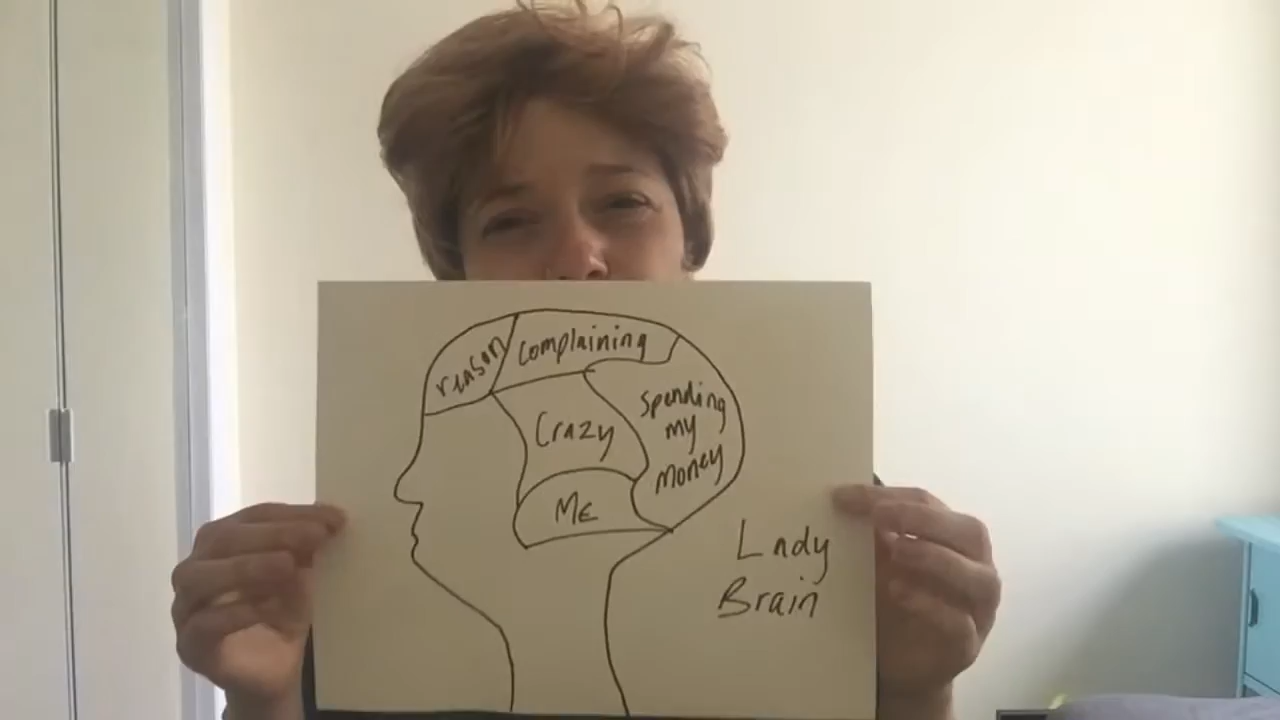 reason
complaining
Crazy
spending
my
money
Me
Lady
Brain